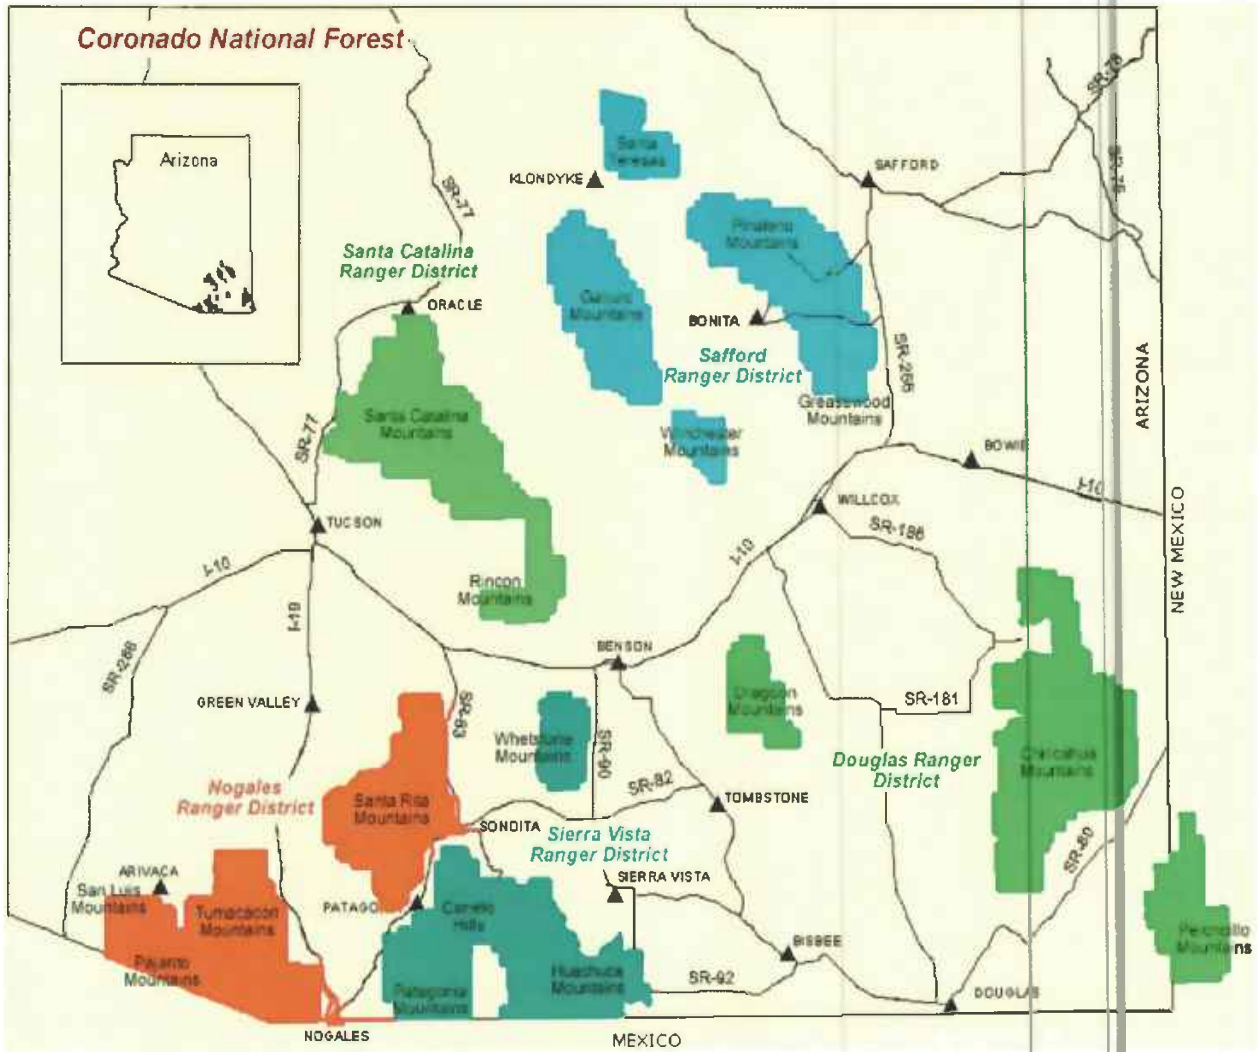 Coronado National Forest
Arizona
SR-78
Santa
Teresas
SAFFORD
KLONDYKE
SR-77
SR-75
Pinaleno
Mountains
Santa Catalina
Ranger District
Galiuro
Mountains
ORACLE
BONITA
Safford
Ranger District
SR-266
ARIZONA
Greasewood
Mountains
Santa Catalina
Mountains
Winchester
Mountains
SR-77
BOWIE
I-10
WILLCOX
TUCSON
SR-186
NEW MEXICO
I-10
I-10
Rincon
Mountains
I-19
BENSON
SR-286
GREEN VALLEY
SR-83
Dragoon
Mountains
SR-181
Whetstone
Mountains
SR-90
Douglas Ranger
District
Chiricahua
Mountains
Nogales
Ranger District
Santa Rita
Mountains
SR-82
TOMBSTONE
SONOITA
Sierra Vista
Ranger District
SR-80
ARIVACA
SIERRA VISTA
San Luis
Mountains
Tumacacori
Mountains
PATAGO
Canelo
Hills
Peloncillo
Mountains
BISBEE
Pajarito
Mountains
Huachuca
Mountains
SR-92
Patagonia
Mountains
DOUGLAS
NOGALES
MEXICO